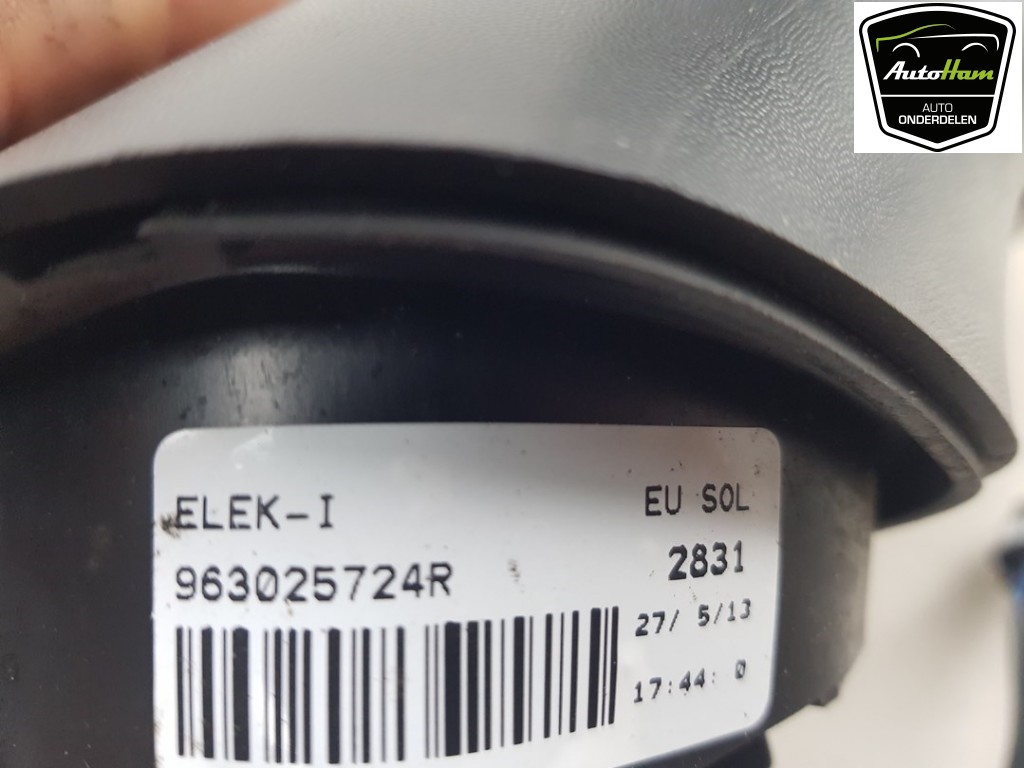 AutoHam
AUTO
ONDERDELEN
ELEK-I
EU SOL
963025724R
2831
27/ 5/13
17:44: 0